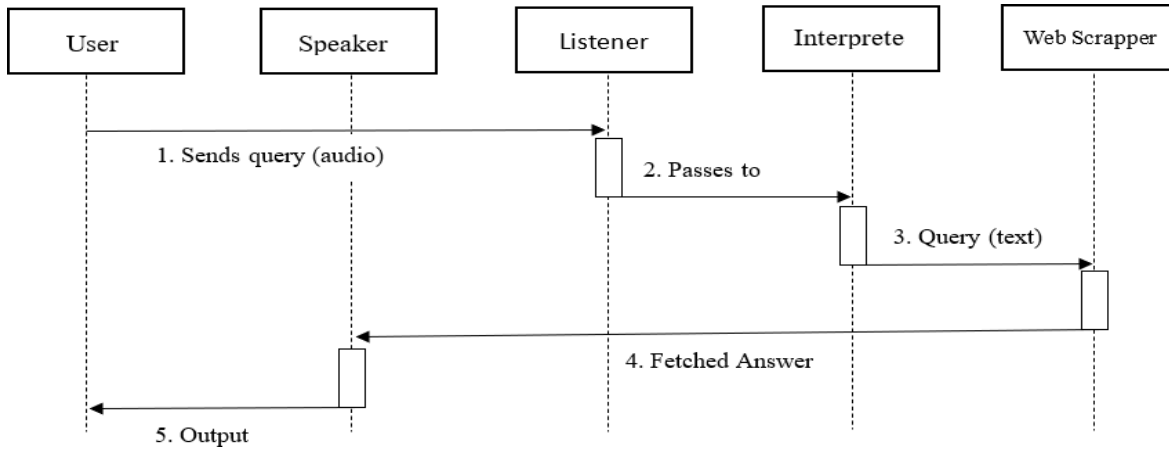 User
Speaker
Listener
Interprete
Web Scrapper
1. Sends query (audio)
2. Passes to
3. Query (text)
4. Fetched Answer
5. Output